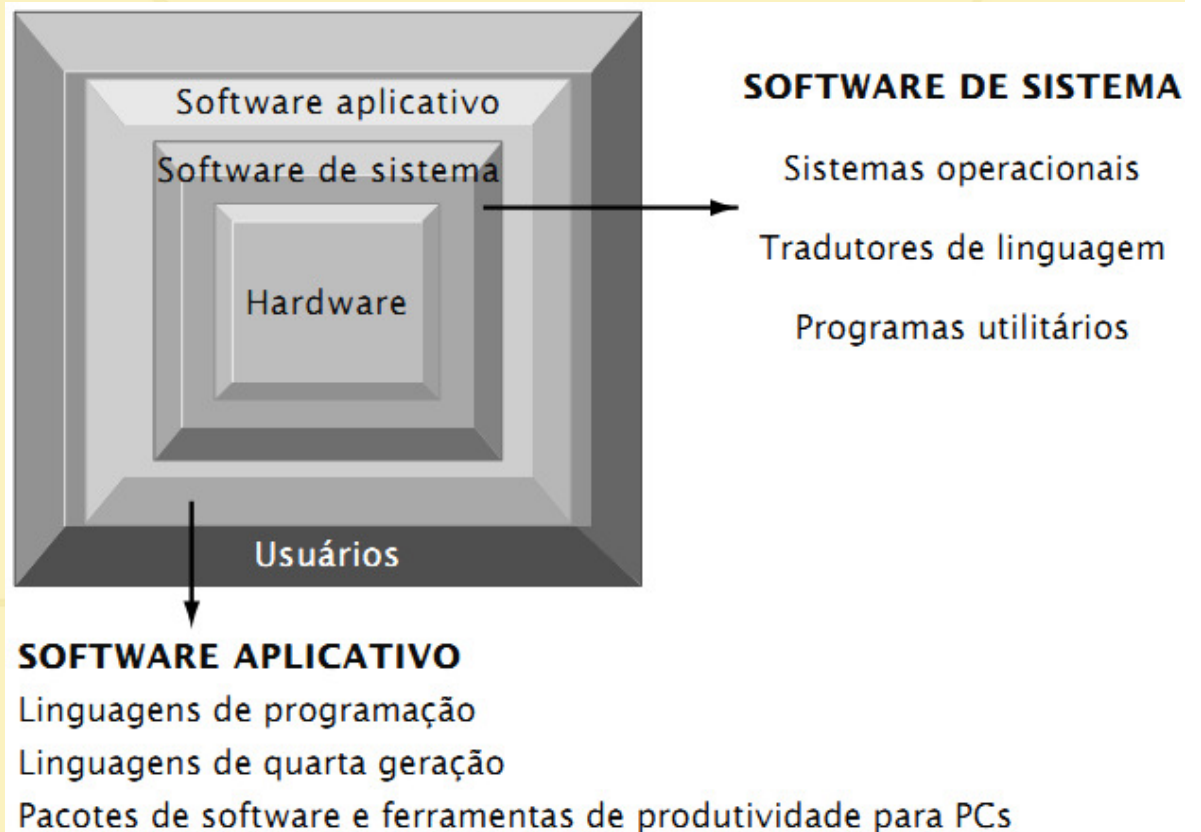 Software aplicativo
Software de sistema
Hardware
Usuários
SOFTWARE DE SISTEMA
Sistemas operacionais
Tradutores de linguagem
Programas utilitários
SOFTWARE APLICATIVO
Linguagens de programação
Linguagens de quarta geração
Pacotes de software e ferramentas de produtividade para PCs